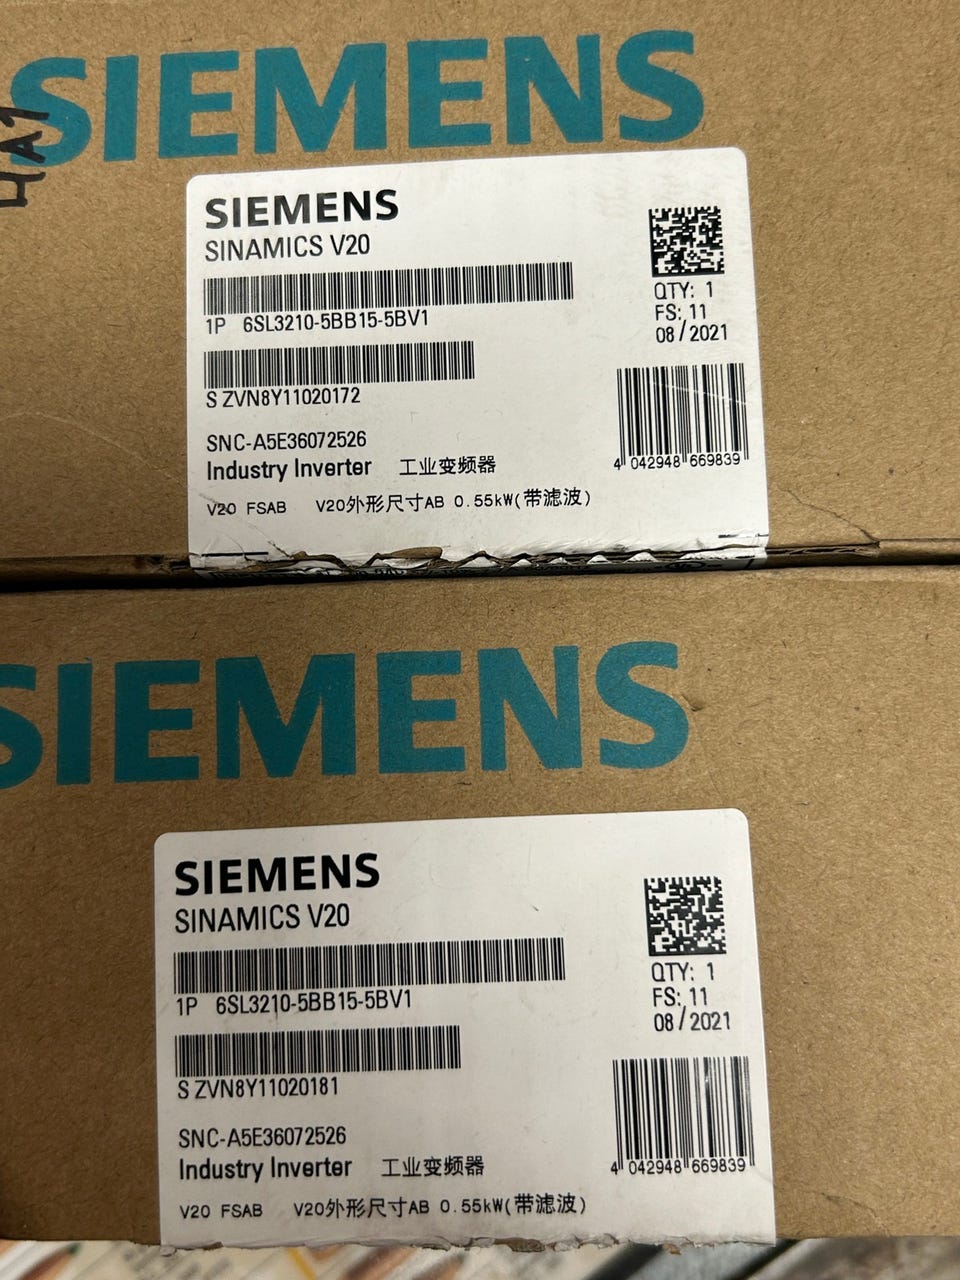 SIEMENS
HA1
SIEMENS
SINAMICS V20
1P 6SL3210-5BB15-5BV1
S ZVN8Y11020172
SNC-A5E36072526
Industry Inverter 工业变频器
V20 FSAB V20外形尺寸AB 0.55kW(带滤波)
QTY: 1
FS: 11
08/2021
4 042948 669839
SIEMENS
SIEMENS
SINAMICS V20
1P 6SL3210-5BB15-5BV1
S ZVN8Y11020181
SNC-A5E36072526
Industry Inverter 工业变频器
V20 FSAB V20外形尺寸AB 0.55kW(带滤波)
QTY: 1
FS: 11
08/2021
4 042948 669839